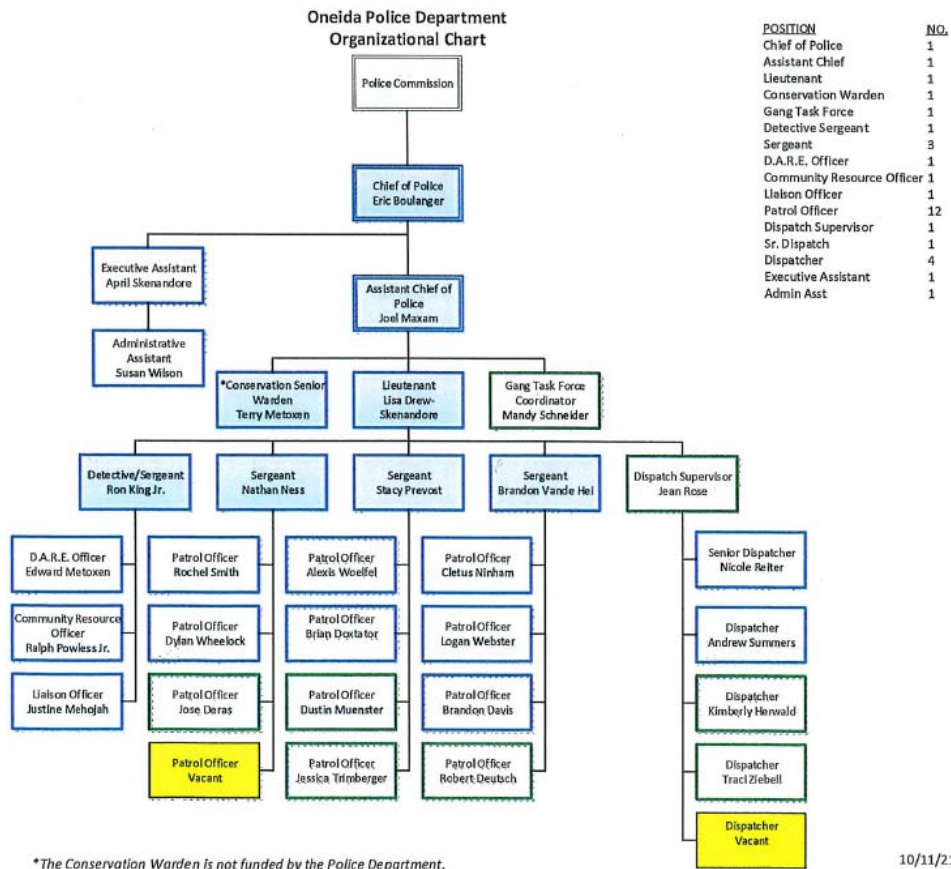 Oneida Police Department
Organizational Chart
POSITION NO.
Chief of Police 1
Assistant Chief 1
Lieutenant 1
Conservation Warden 1
Gang Task Force 1
Detective Sergeant 1
Sergeant 3
D.A.R.E. Officer 1
Community Resource Officer 1
Liaison Officer 1
Patrol Officer 12
Dispatch Supervisor 1
Sr. Dispatch 1
Dispatcher 4
Executive Assistant 1
Admin Asst 1
Police Commission
Chief of Police
Eric Boulanger
Executive Assistant
April Skenandore
Administrative
Assistant
Susan Wilson
Assistant Chief of
Police
Joel Maxam
*Conservation Senior
Warden
Terry Metoxen
Lieutenant
Lisa Drew-
Skenandore
Gang Task Force
Coordinator
Mandy Schneider
Detective/Sergeant
Ron King Jr.
Sergeant
Nathan Ness
Sergeant
Stacy Prevost
Sergeant
Brandon Vande Hei
Dispatch Supervisor
Jean Rose
D.A.R.E. Officer
Edward Metoxen
Community Resource
Officer
Ralph Powless Jr.
Liaison Officer
Justine Mehojah
Patrol Officer
Rochel Smith
Patrol Officer
Dylan Wheelock
Patrol Officer
Jose Deras
Patrol Officer
Vacant
Patrol Officer
Alexis Woelfel
Patrol Officer
Brian Doxtator
Patrol Officer
Dustin Muenster
Patrol Officer
Jessica Trimberger
Patrol Officer
Cletus Ninham
Patrol Officer
Logan Webster
Patrol Officer
Brandon Davis
Patrol Officer
Robert Deutsch
Senior Dispatcher
Nicole Reiter
Dispatcher
Andrew Summers
Dispatcher
Kimberly Herwald
Dispatcher
Traci Ziebell
Dispatcher
Vacant
*The Conservation Warden is not funded by the Police Department.
10/11/21